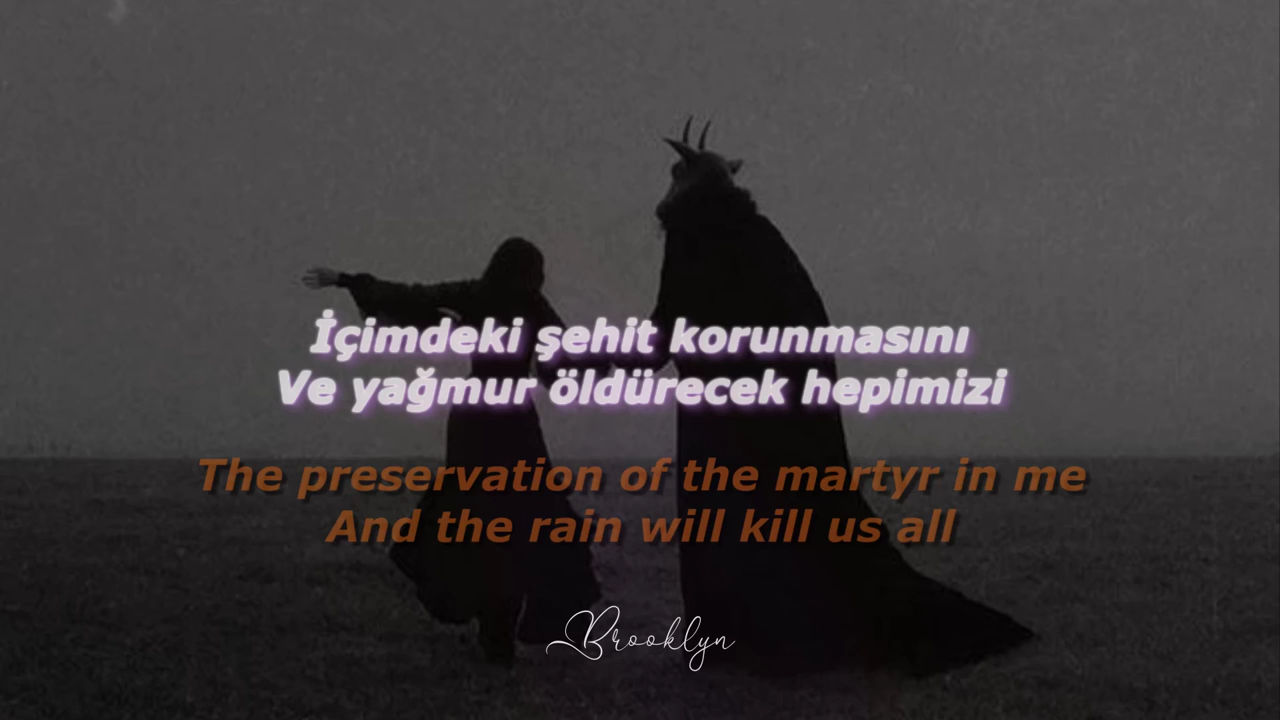 İçimdeki şehit korunmasını
Ve yağmur öldürecek hepimizi
The preservation of the martyr in me
And the rain will kill us all
Brooklyn